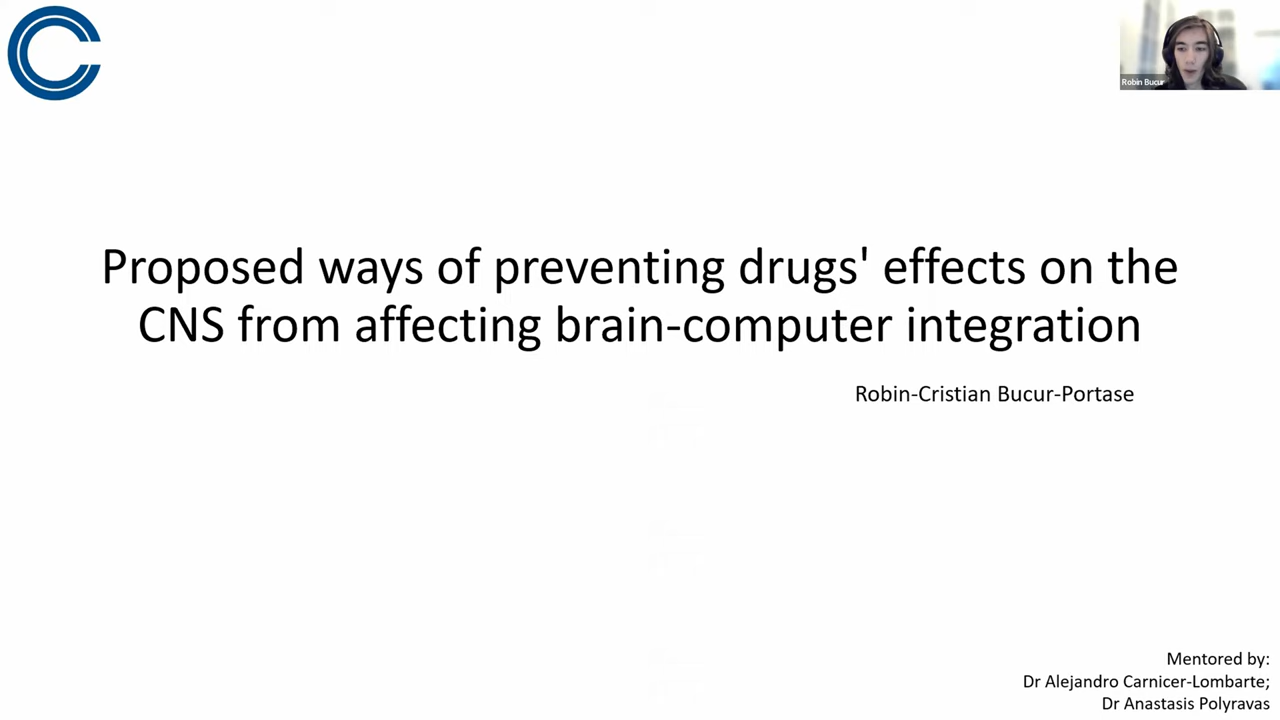 Robin Bucur
Proposed ways of preventing drugs' effects on the
CNS from affecting brain-computer integration
Robin-Cristian Bucur-Portase
Mentored by:
Dr Alejandro Carnicer-Lombarte;
Dr Anastasis Polyravas